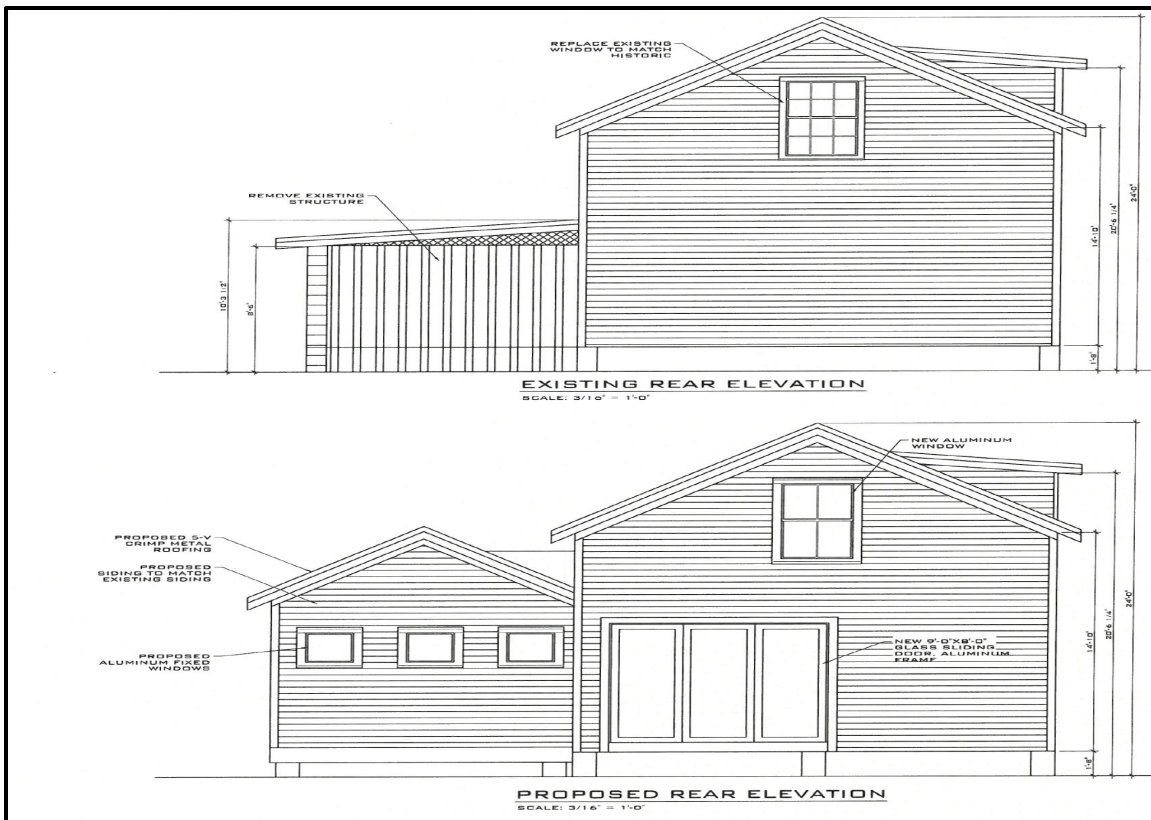 REPLACE EXISTING
WINDOW TO MATCH
HISTORIC
REMOVE EXISTING
STRUCTURE
10'-3 1/2"
8'-6"
14'-10"
1'-8"
20'-6 1/4"
24'-0"
EXISTING REAR ELEVATION
SCALE: 3/16" = 1'-0"
NEW ALUMINUM
WINDOW
PROPOSED 5-V
CRIMP METAL
ROOFING
PROPOSED
SIDING TO MATCH
EXISTING SIDING
PROPOSED
ALUMINUM FIXED
WINDOWS
NEW 9'-0"X8'-0"
GLASS SLIDING
DOOR, ALUMINUM
FRAME
14'-10"
1'-8"
20'-6 1/4"
24'-0"
PROPOSED REAR ELEVATION
SCALE: 3/16" = 1'-0"